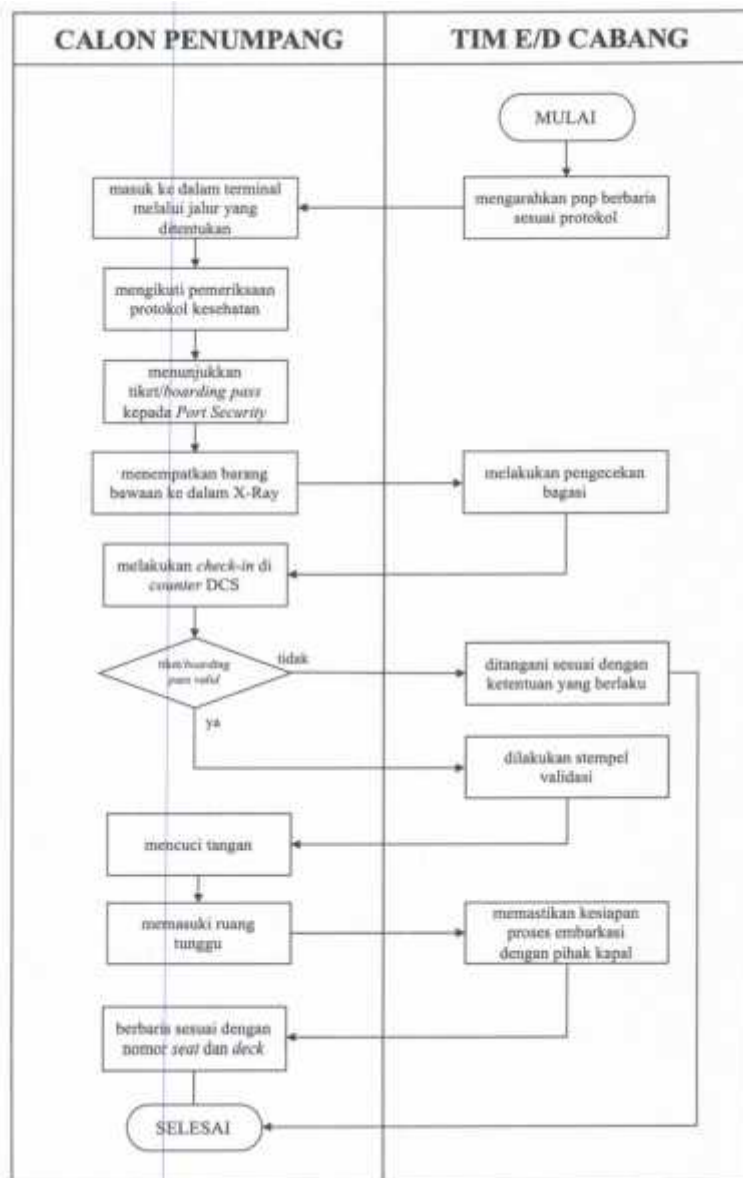 CALON PENUMPANG
TIM E/D CABANG
MULAI
mengarahkan pnp berbaris
sesuai protokol
masuk ke dalam terminal
melalui jalur yang
ditentukan
mengikuti pemeriksaan
protokol kesehatan
menunjukkan
tiket/boarding pass
kepada Port Security
menempatkan barang
bawaan ke dalam X-Ray
melakukan pengecekan
bagasi
melakukan check-in di
counter DCS
tiket/boarding
pass valid
tidak
ya
ditangani sesuai dengan
ketentuan yang berlaku
dilakukan stempel
validasi
mencuci tangan
memasuki ruang
tunggu
memastikan kesiapan
proses embarkasi
dengan pihak kapal
berbaris sesuai dengan
nomor seat dan deck
SELESAI